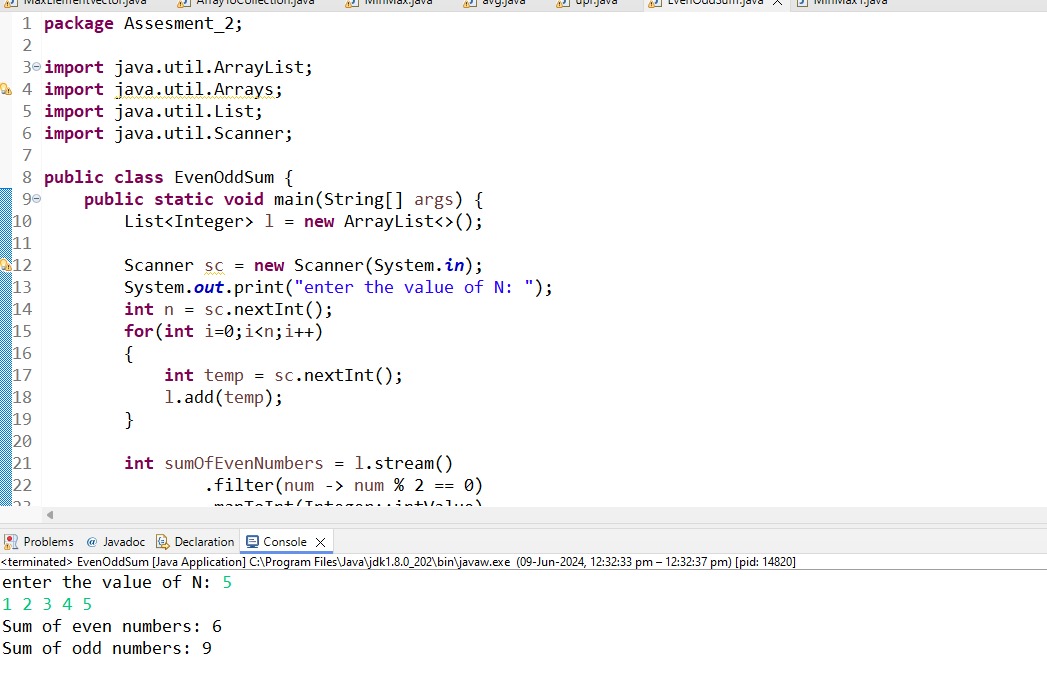 MaxElementVector.java ArrayToCollection.java MinMax.java avg.java upr.java EvenOddSum.java MinMax1.java
1 package Assesment_2;
2
3 import java.util.ArrayList;
4 import java.util.Arrays;
5 import java.util.List;
6 import java.util.Scanner;
7
8 public class EvenOddSum {
9 public static void main(String[] args) {
10 List<Integer> l = new ArrayList<>();
11
12 Scanner sc = new Scanner(System.in);
13 System.out.print("enter the value of N: ");
14 int n = sc.nextInt();
15 for(int i=0;i<n;i++)
16 {
17 int temp = sc.nextInt();
18 l.add(temp);
19 }
20
21 int sumOfEvenNumbers = l.stream()
22 .filter(num -> num % 2 == 0)
23 .mapToInt(Integer::intValue)
Problems @ Javadoc Declaration Console
<terminated> EvenOddSum [Java Application] C:\Program Files\Java\jdk1.8.0_202\bin\javaw.exe (09-Jun-2024, 12:32:33 pm – 12:32:37 pm) [pid: 14820]
enter the value of N: 5
1 2 3 4 5
Sum of even numbers: 6
Sum of odd numbers: 9